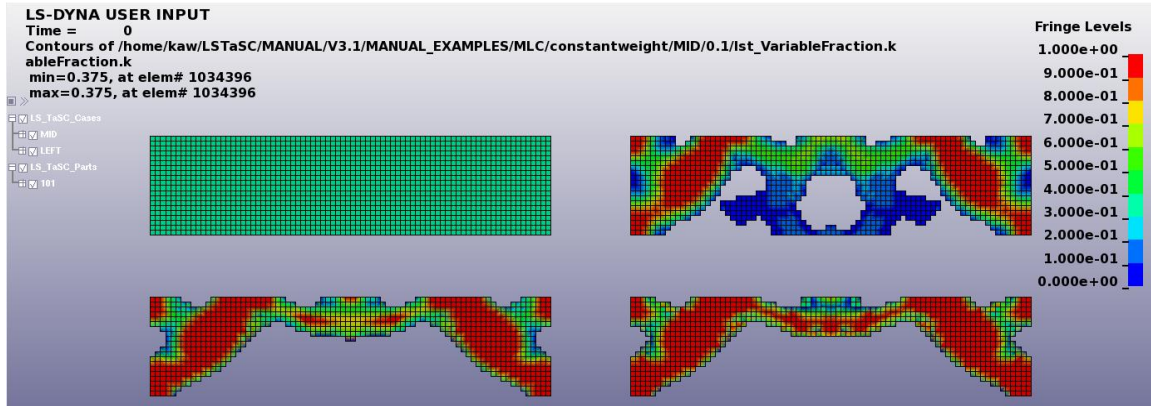 LS-DYNA USER INPUT
Time = 0
Contours of /home/kaw/LSTaSC/MANUAL/V3.1/MANUAL_EXAMPLES/MLC/constantweight/MID/0.1/lst_VariableFraction.k
ableFraction.k
min=0.375, at elem# 1034396
max=0.375, at elem# 1034396
LS_TaSC_Cases
MID
LEFT
LS_TaSC_Parts
101
Fringe Levels
1.000e+00
9.000e-01
8.000e-01
7.000e-01
6.000e-01
5.000e-01
4.000e-01
3.000e-01
2.000e-01
1.000e-01
0.000e+00